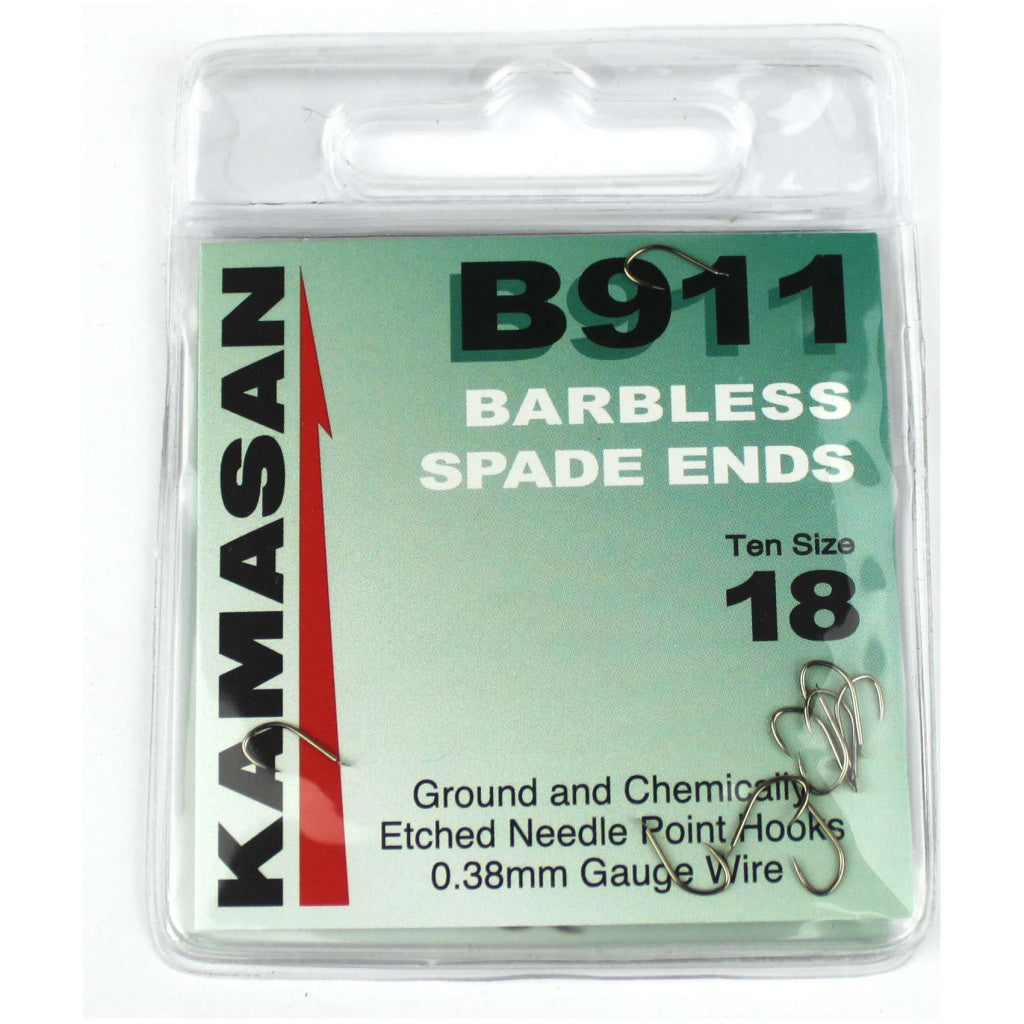 KAMASAN
B911
BARBLESS
SPADE ENDS
Ten Size
18
Ground and Chemically
Etched Needle Point Hooks
0.38mm Gauge Wire